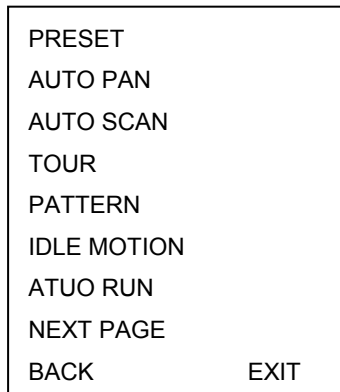 PRESET
AUTO PAN
AUTO SCAN
TOUR
PATTERN
IDLE MOTION
ATUO RUN
NEXT PAGE
BACK EXIT